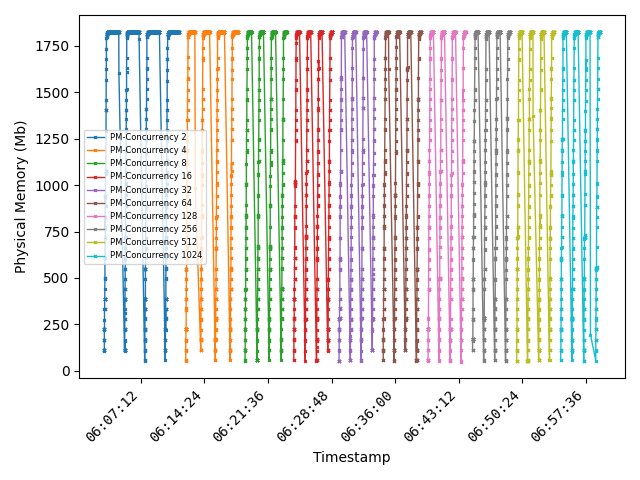 Physical Memory (Mb)
1750
1500
1250
1000
750
500
250
0
PM-Concurrency 2
PM-Concurrency 4
PM-Concurrency 8
PM-Concurrency 16
PM-Concurrency 32
PM-Concurrency 64
PM-Concurrency 128
PM-Concurrency 256
PM-Concurrency 512
PM-Concurrency 1024
06:07:12
06:14:24
06:21:36
06:28:48
06:36:00
06:43:12
06:50:24
06:57:36
Timestamp